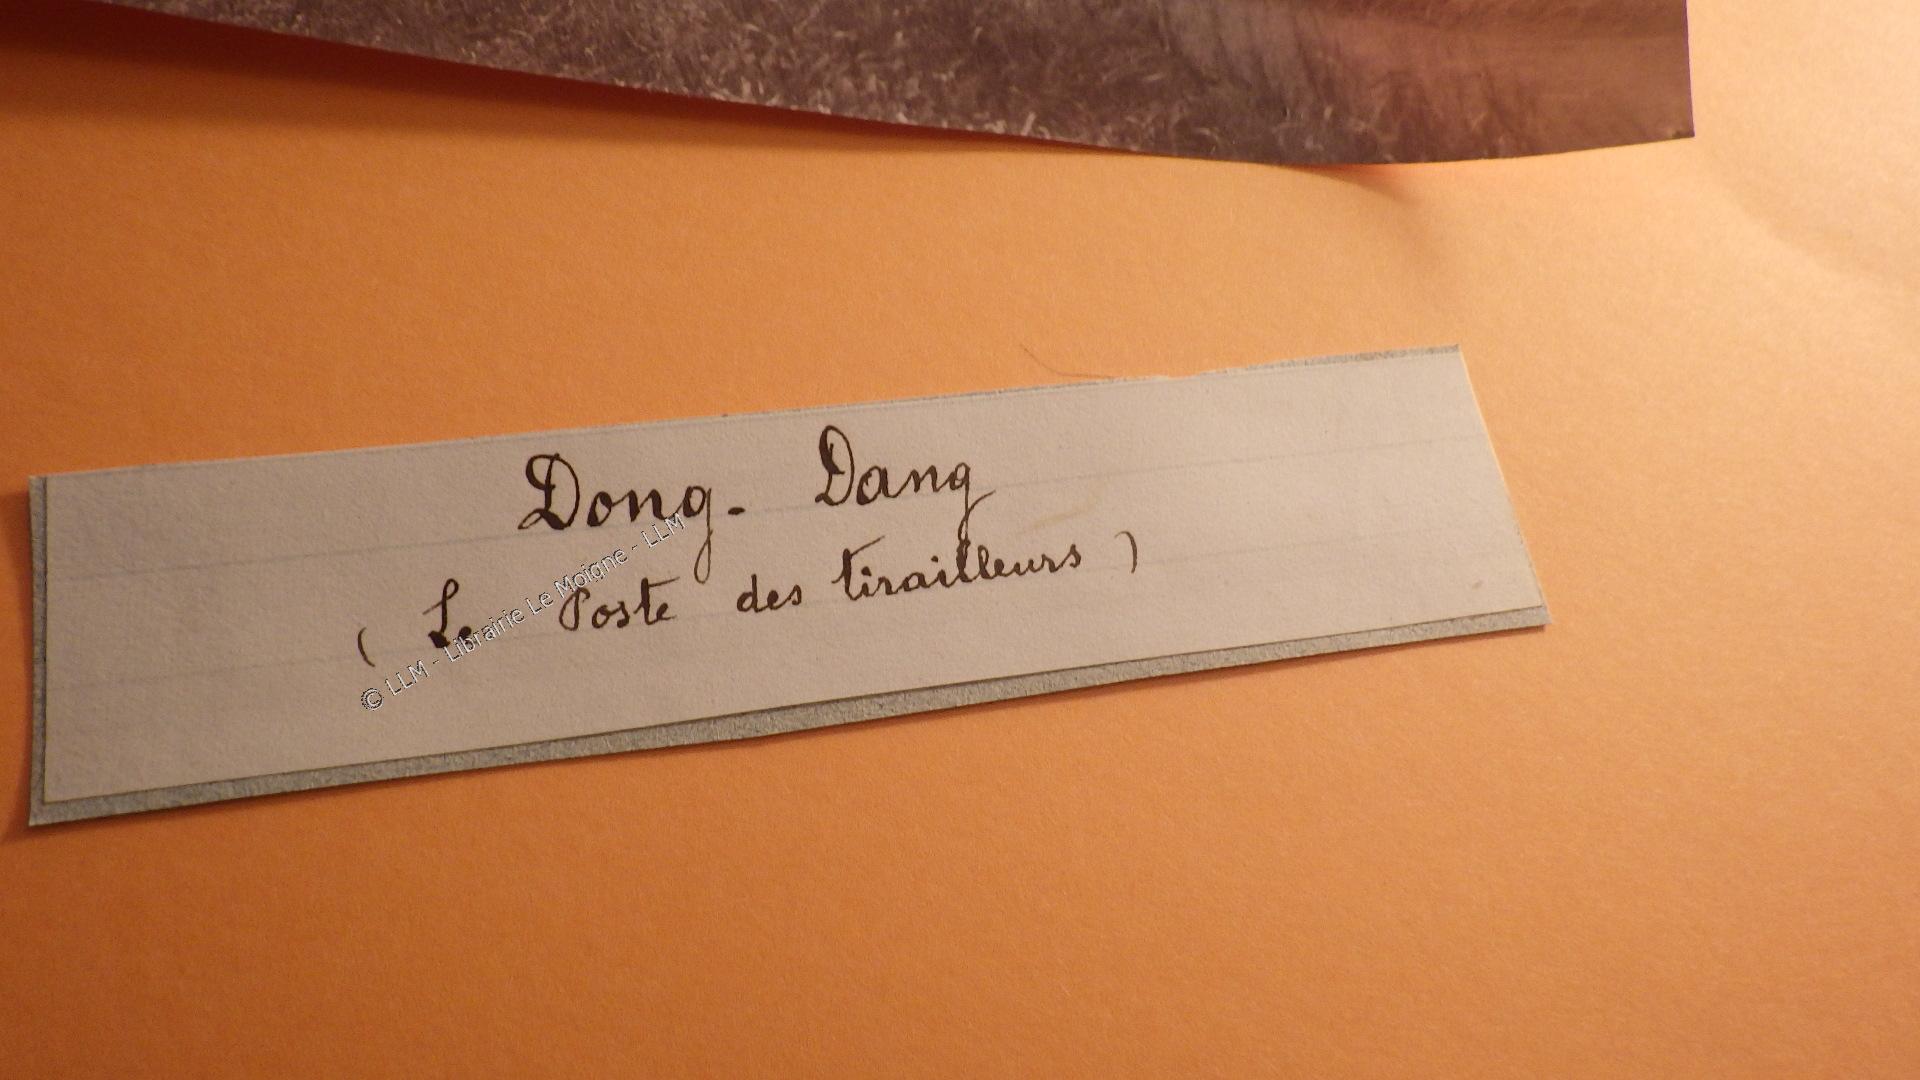 Dong. Dang
( Le Poste des tirailleurs )
© LLM - Librairie Le Moigne - LLM